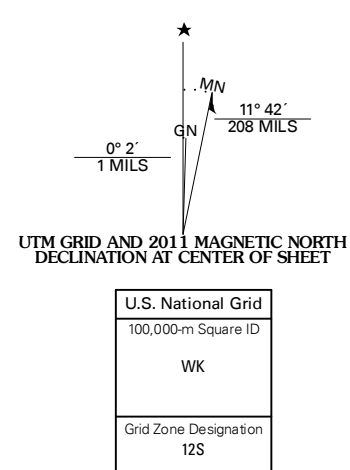 ★
MN
GN
11° 42´
208 MILS
0° 2´
1 MILS
UTM GRID AND 2011 MAGNETIC NORTH
DECLINATION AT CENTER OF SHEET
U.S. National Grid
100,000-m Square ID
WK
Grid Zone Designation
12S